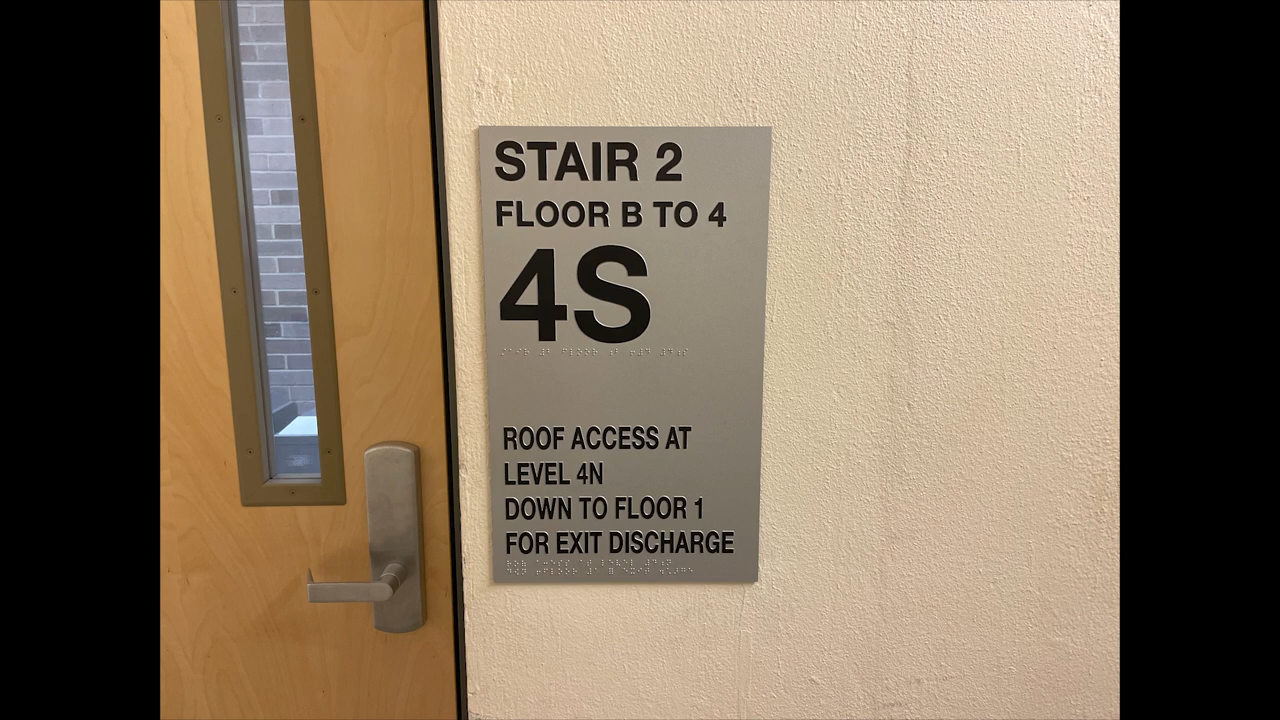 STAIR 2
FLOOR B TO 4
4S
ROOF ACCESS AT
LEVEL 4N
DOWN TO FLOOR 1
FOR EXIT DISCHARGE